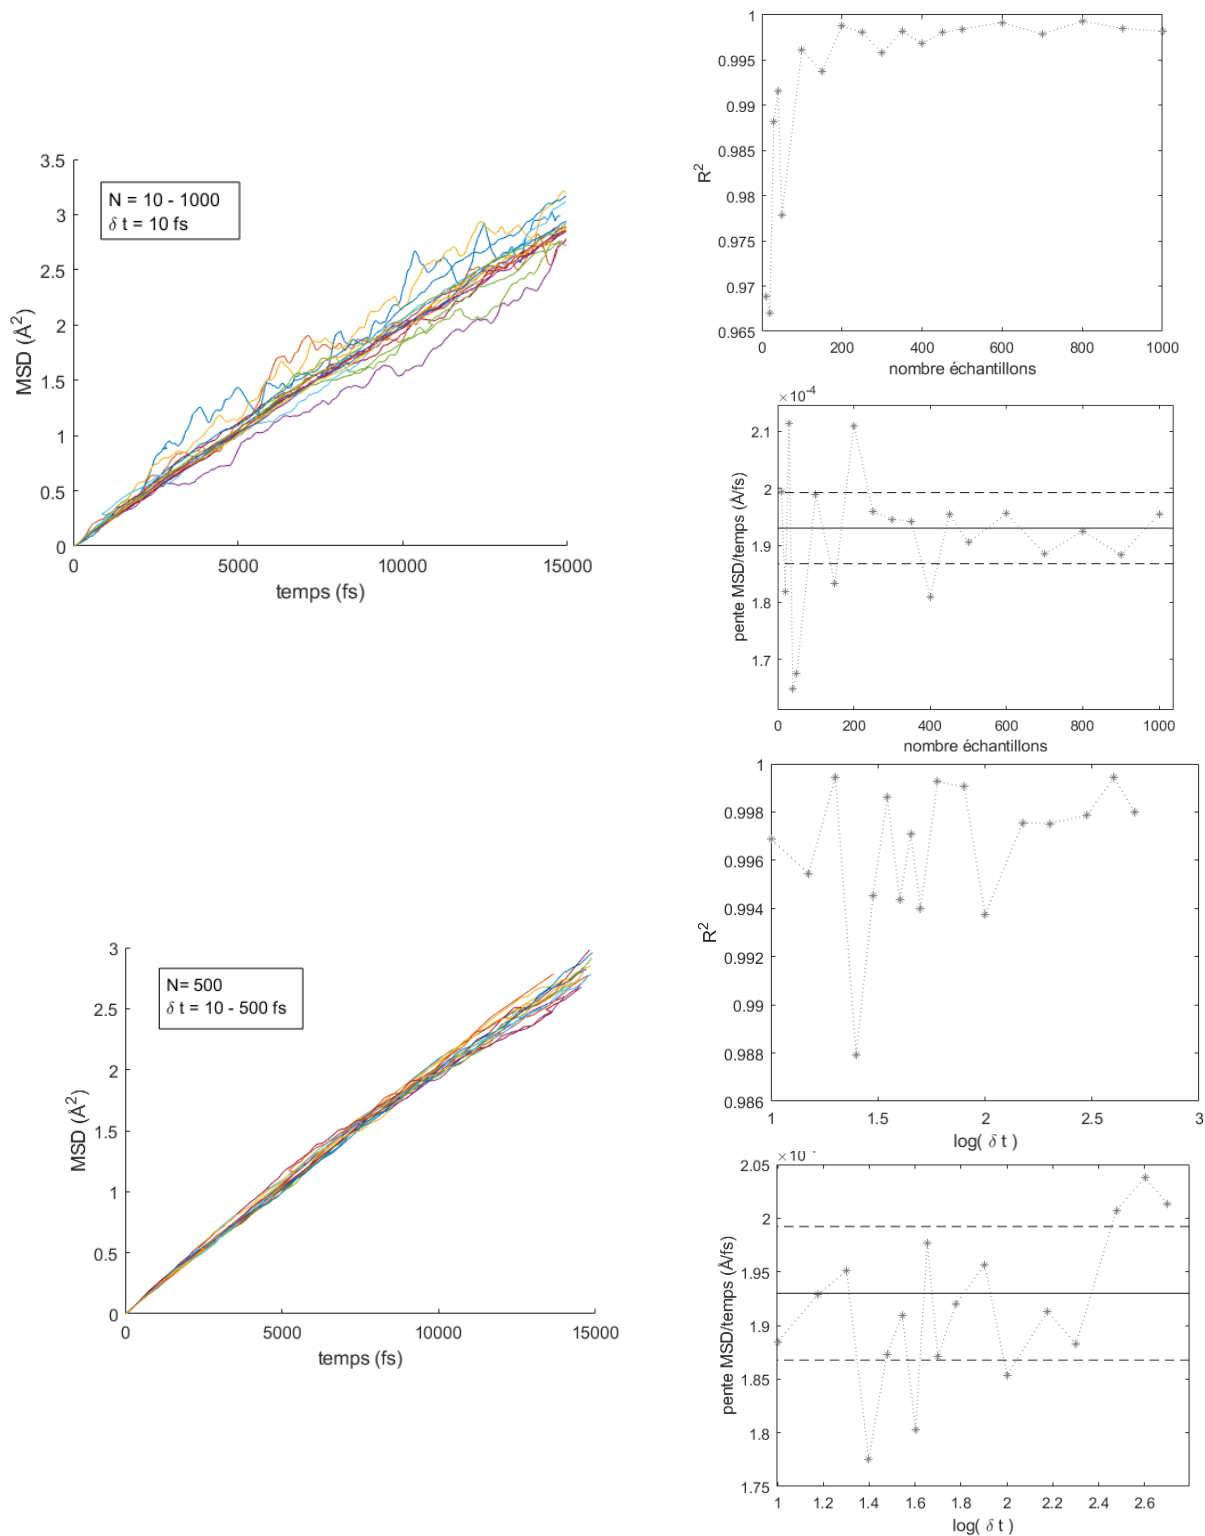 3.5
3
2.5
2
1.5
1
0.5
0
N = 10 - 1000
δ t = 10 fs
MSD (Å²)
0 5000 10000 15000
temps (fs)
1
0.995
0.99
0.985
0.98
0.975
0.97
0.965
R²
0 200 400 600 800 1000
nombre échantillons
×10⁻⁴
2.1
2
1.9
1.8
1.7
pente MSD/temps (Å/fs)
0 200 400 600 800 1000
nombre échantillons
3
2.5
2
1.5
1
0.5
0
N= 500
δ t = 10 - 500 fs
MSD (Å²)
0 5000 10000 15000
temps (fs)
1
0.998
0.996
0.994
0.992
0.99
0.988
0.986
R²
1 1.5 2 2.5 3
log( δ t )
×10
2.05
2
1.95
1.9
1.85
1.8
1.75
pente MSD/temps (Å/fs)
1 1.2 1.4 1.6 1.8 2 2.2 2.4 2.6
log( δ t )